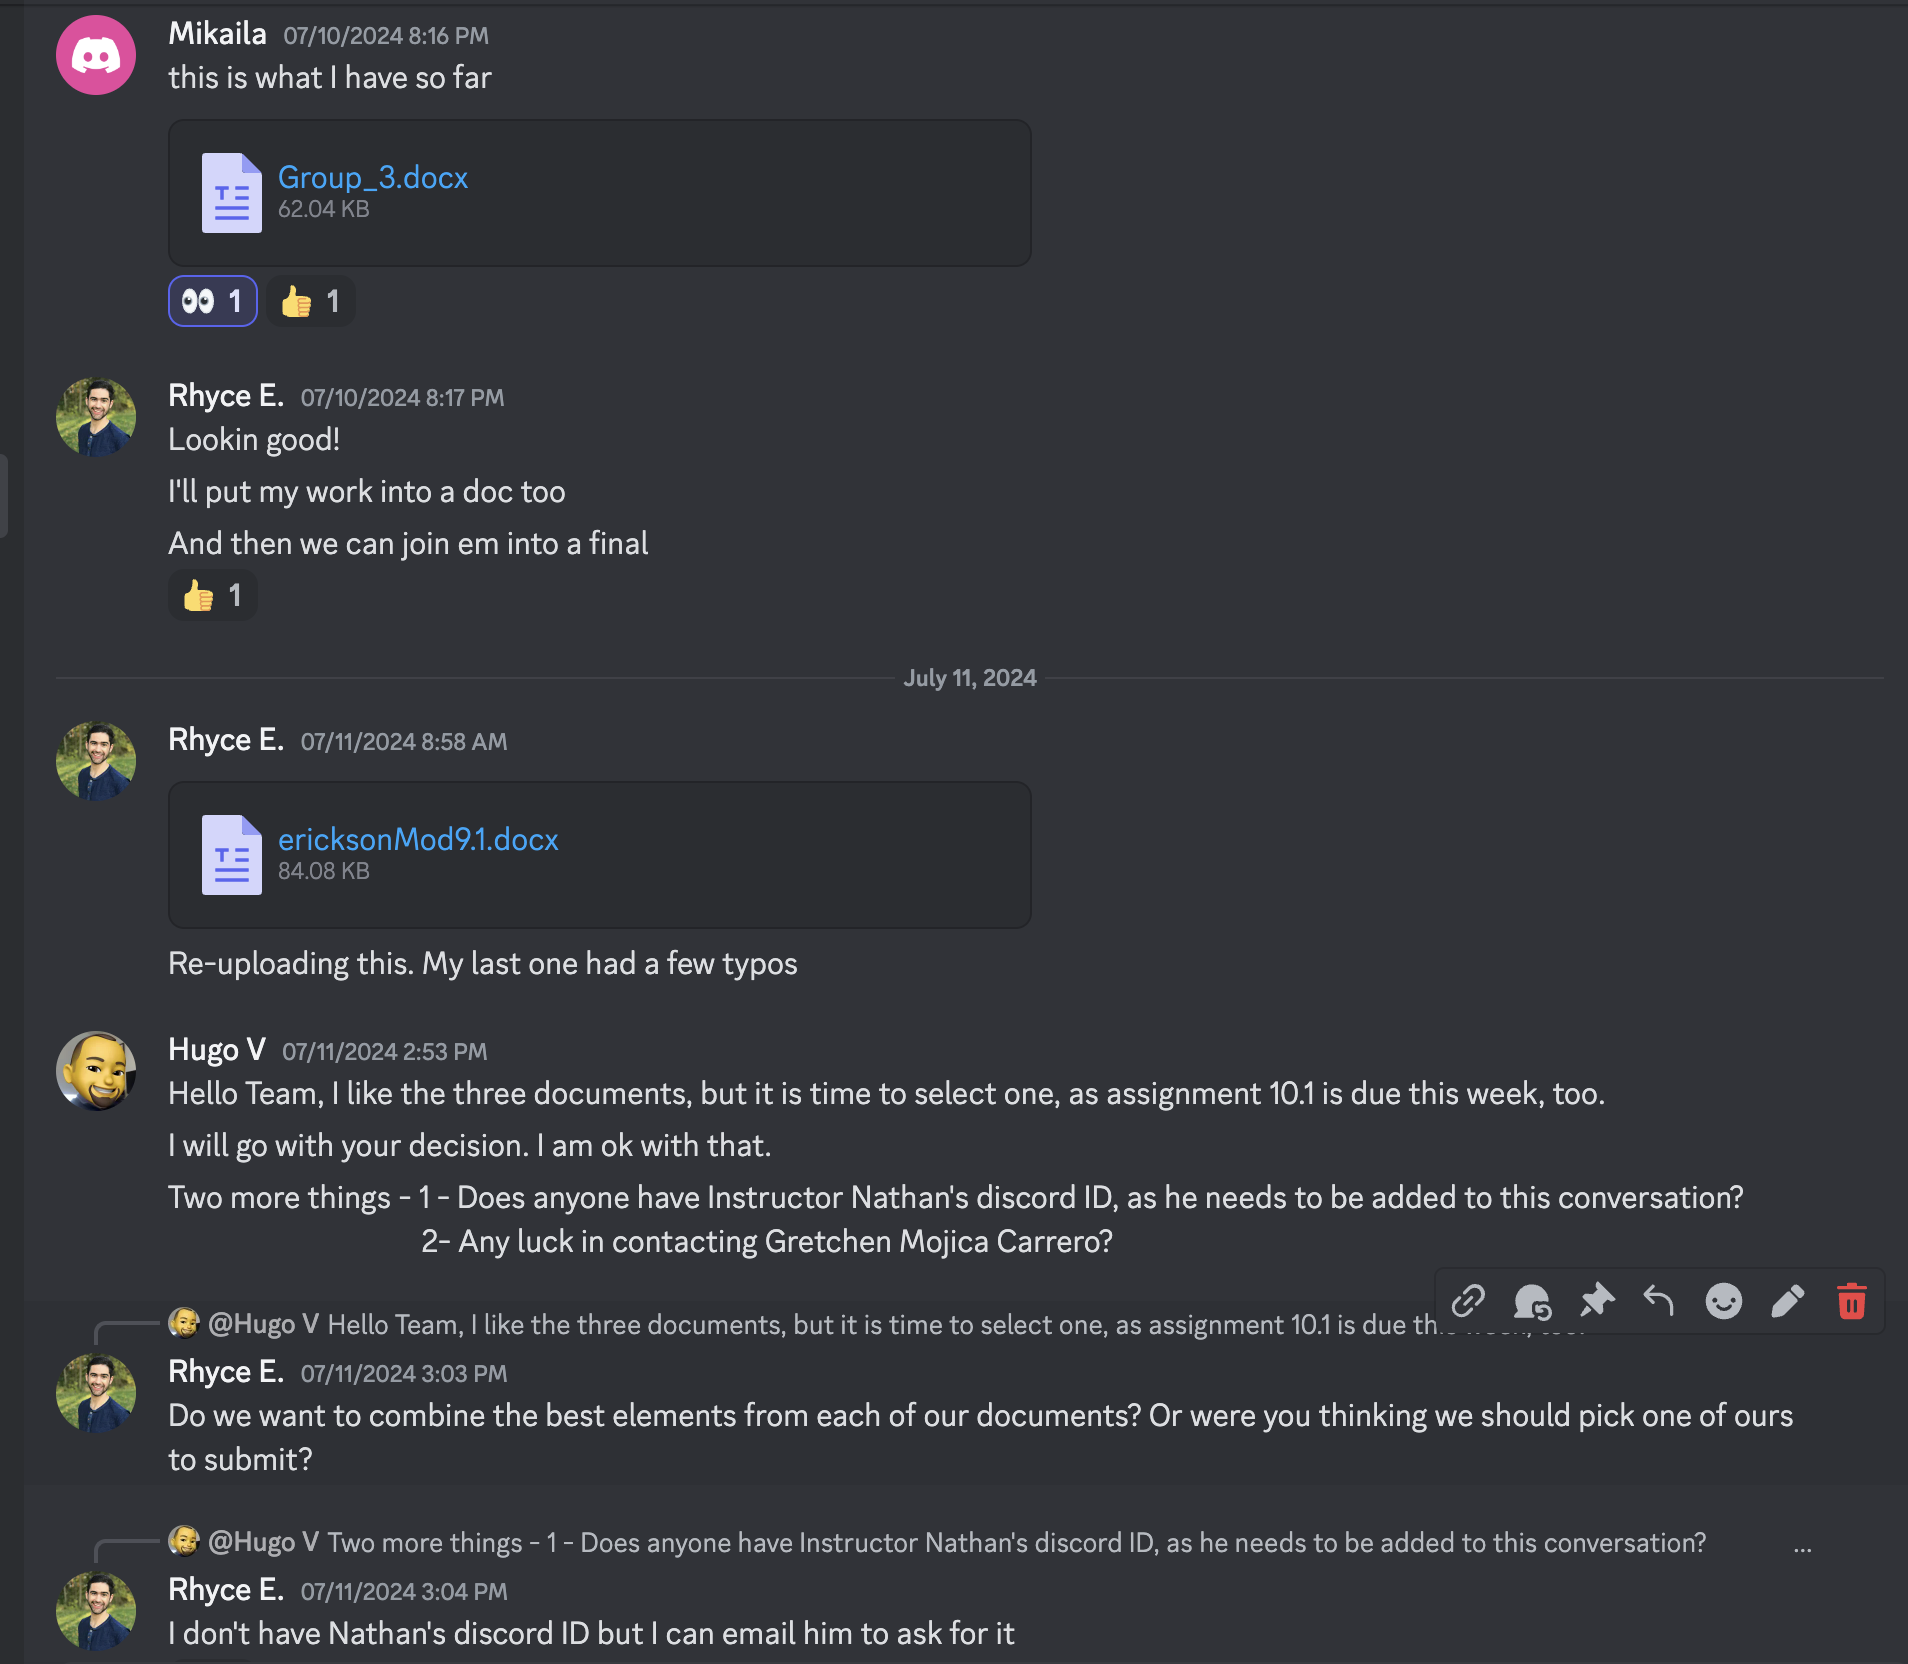 Mikaila 07/10/2024 8:16 PM
this is what I have so far
Group_3.docx
62.04 KB
👀 1 👍 1
Rhyce E. 07/10/2024 8:17 PM
Lookin good!
I'll put my work into a doc too
And then we can join em into a final
👍 1
July 11, 2024
Rhyce E. 07/11/2024 8:58 AM
ericksonMod9.1.docx
84.08 KB
Re-uploading this. My last one had a few typos
Hugo V 07/11/2024 2:53 PM
Hello Team, I like the three documents, but it is time to select one, as assignment 10.1 is due this week, too.
I will go with your decision. I am ok with that.
Two more things - 1 - Does anyone have Instructor Nathan's discord ID, as he needs to be added to this conversation?
2- Any luck in contacting Gretchen Mojica Carrero?
@Hugo V Hello Team, I like the three documents, but it is time to select one, as assignment 10.1 is due
Rhyce E. 07/11/2024 3:03 PM
Do we want to combine the best elements from each of our documents? Or were you thinking we should pick one of ours
to submit?
@Hugo V Two more things - 1 - Does anyone have Instructor Nathan's discord ID, as he needs to be added to this conversation? ...
Rhyce E. 07/11/2024 3:04 PM
I don't have Nathan's discord ID but I can email him to ask for it